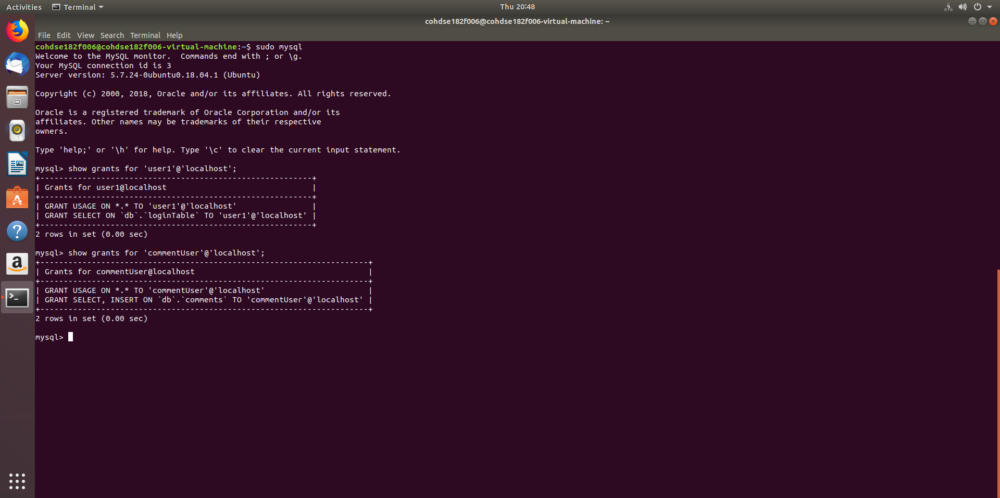 Activities Terminal Thu 20:48
cohdse182f006@cohdse182f006-virtual-machine: ~
File Edit View Search Terminal Help
cohdse182f006@cohdse182f006-virtual-machine:~$ sudo mysql
Welcome to the MySQL monitor.  Commands end with ; or \g.
Your MySQL connection id is 3
Server version: 5.7.24-0ubuntu0.18.04.1 (Ubuntu)
Copyright (c) 2000, 2018, Oracle and/or its affiliates. All rights reserved.
Oracle is a registered trademark of Oracle Corporation and/or its
affiliates. Other names may be trademarks of their respective
owners.
Type 'help;' or '\h' for help. Type '\c' to clear the current input statement.
mysql> show grants for 'user1'@'localhost';
+----------------------------------------------------------+
| Grants for user1@localhost                               |
+----------------------------------------------------------+
| GRANT USAGE ON *.* TO 'user1'@'localhost'                |
| GRANT SELECT ON `db`.`loginTable` TO 'user1'@'localhost' |
+----------------------------------------------------------+
2 rows in set (0.00 sec)
mysql> show grants for 'commentUser'@'localhost';
+----------------------------------------------------------------------+
| Grants for commentUser@localhost                                     |
+----------------------------------------------------------------------+
| GRANT USAGE ON *.* TO 'commentUser'@'localhost'                      |
| GRANT SELECT, INSERT ON `db`.`comments` TO 'commentUser'@'localhost' |
+----------------------------------------------------------------------+
2 rows in set (0.00 sec)
mysql>